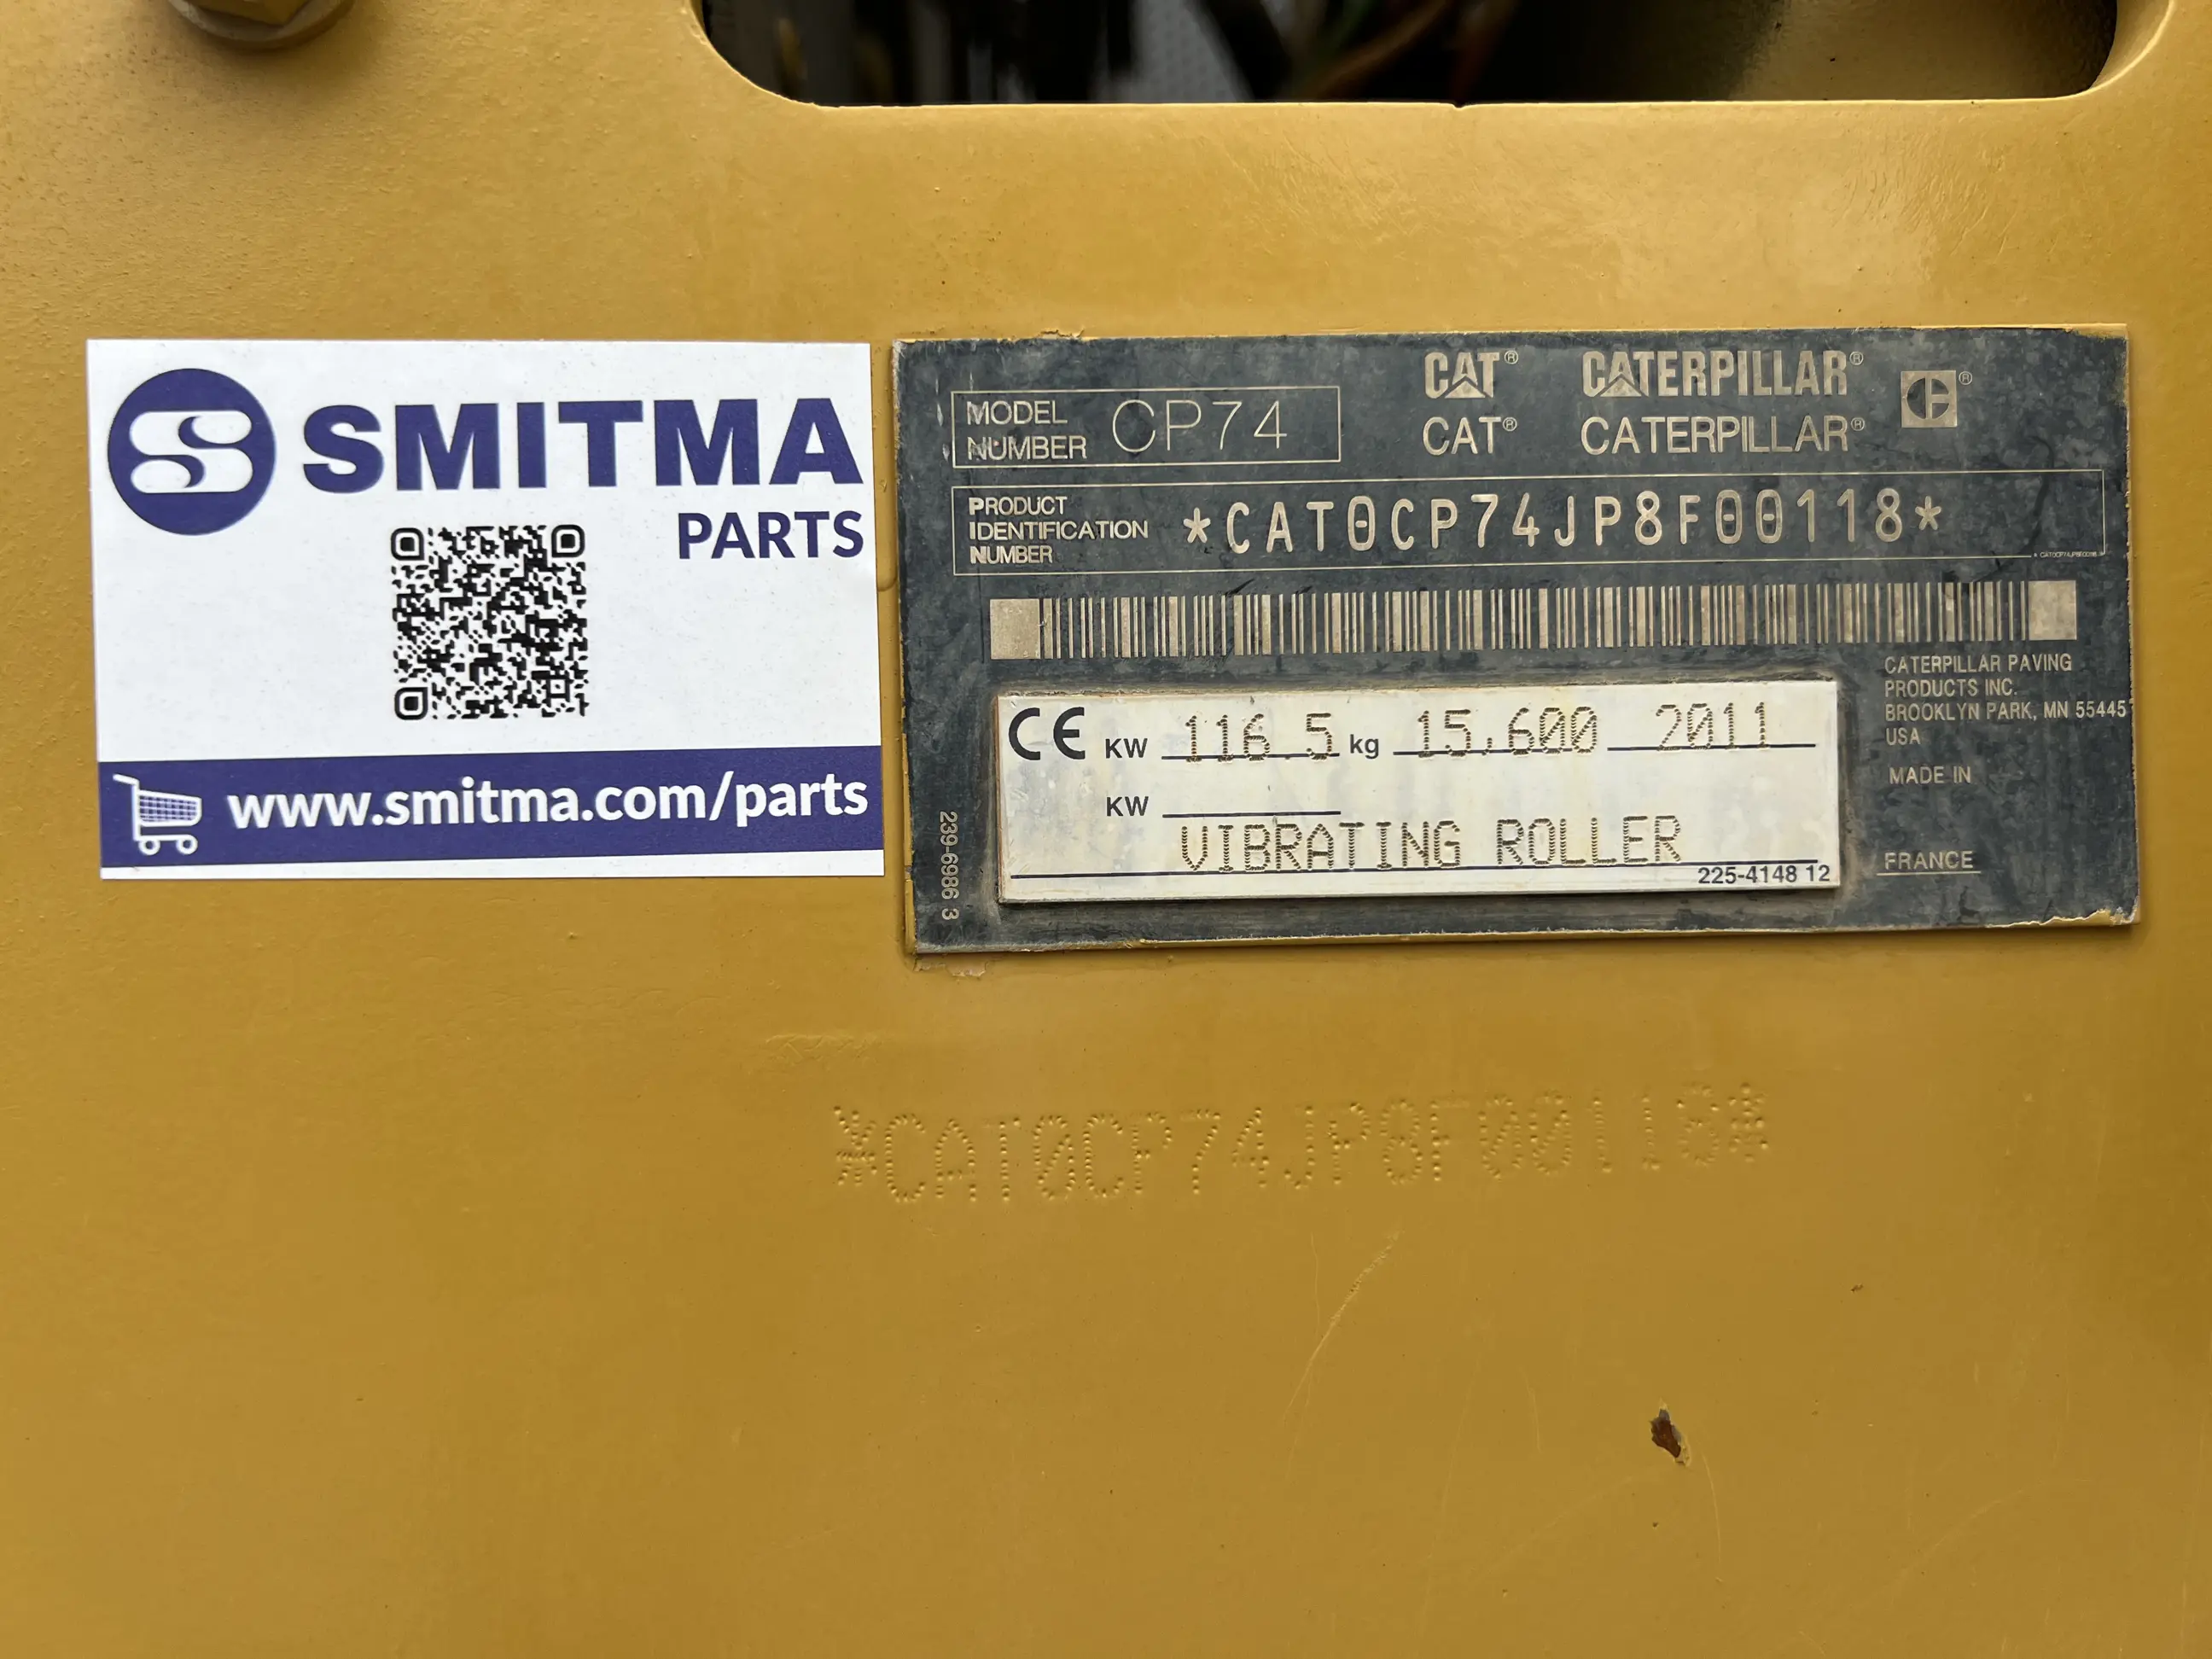 SMITMA
PARTS
www.smitma.com/parts
MODEL
NUMBER
CP74
CAT® CATERPILLAR®
CAT® CATERPILLAR® ®
PRODUCT
IDENTIFICATION
NUMBER
*CAT0CP74JP8F00118*
CATERPILLAR PAVING
PRODUCTS INC.
BROOKLYN PARK, MN 55445
USA
MADE IN
FRANCE
CE KW 116.5 kg 15,600 2011
KW
VIBRATING ROLLER
225-4148 12
239-6986 3
*CAT0CP74JP8F00118*